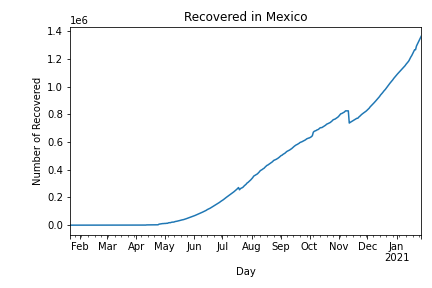 Recovered in Mexico
1e6
1.4
1.2
1.0
0.8
0.6
0.4
0.2
0.0
Number of Recovered
Feb Mar Apr May Jun Jul Aug Sep Oct Nov Dec Jan
2021
Day